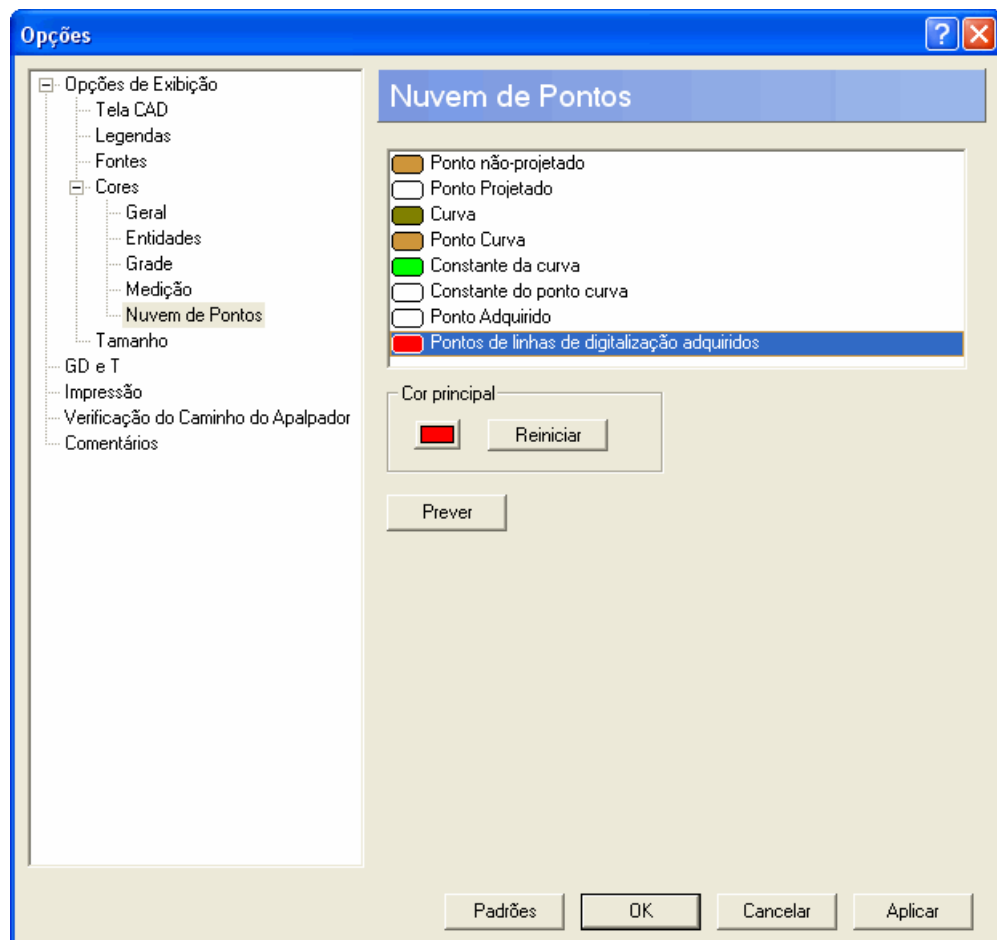 Opções
Opções de Exibição
Tela CAD
Legendas
Fontes
Cores
Geral
Entidades
Grade
Medição
Nuvem de Pontos
Tamanho
GD e T
Impressão
Verificação do Caminho do Apalpador
Comentários
Nuvem de Pontos
Ponto não-projetado
Ponto Projetado
Curva
Ponto Curva
Constante da curva
Constante do ponto curva
Ponto Adquirido
Pontos de linhas de digitalização adquiridos
Cor principal
Reiniciar
Prever
Padrões
OK
Cancelar
Aplicar